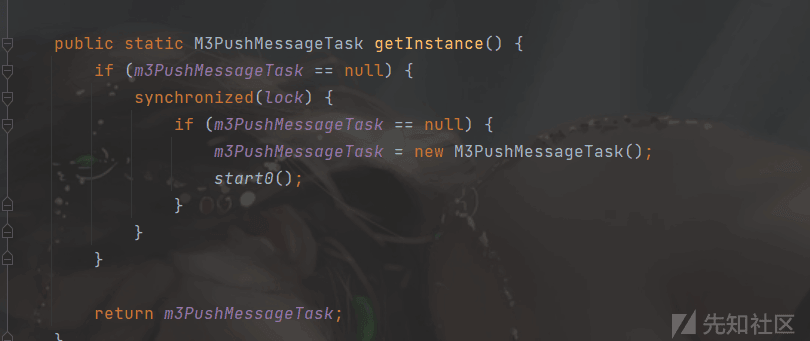 public static M3PushMessageTask getInstance() {
if (m3PushMessageTask == null) {
synchronized(lock) {
if (m3PushMessageTask == null) {
m3PushMessageTask = new M3PushMessageTask();
start0();
}
}
}
return m3PushMessageTask;
}
先知社区